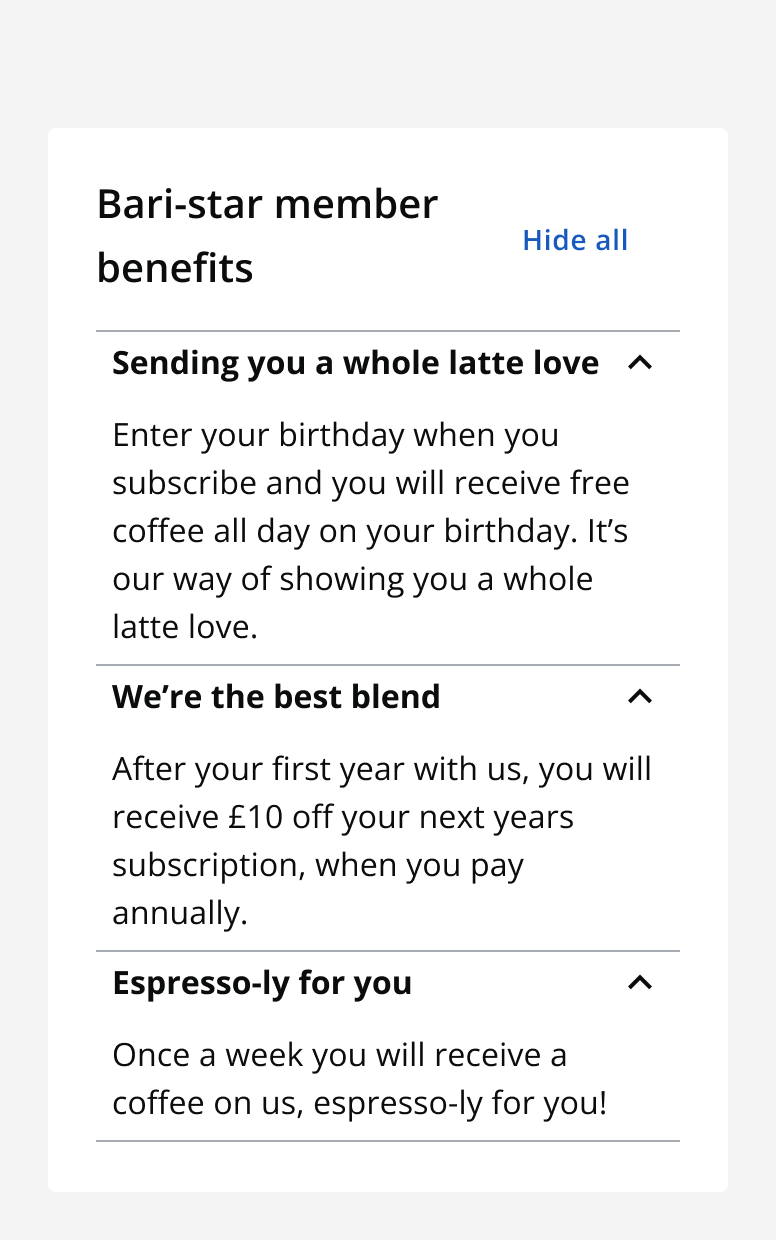 Bari-star member
benefits
Hide all
Sending you a whole latte love
Enter your birthday when you
subscribe and you will receive free
coffee all day on your birthday. It’s
our way of showing you a whole
latte love.
We’re the best blend
After your first year with us, you will
receive £10 off your next years
subscription, when you pay
annually.
Espresso-ly for you
Once a week you will receive a
coffee on us, espresso-ly for you!